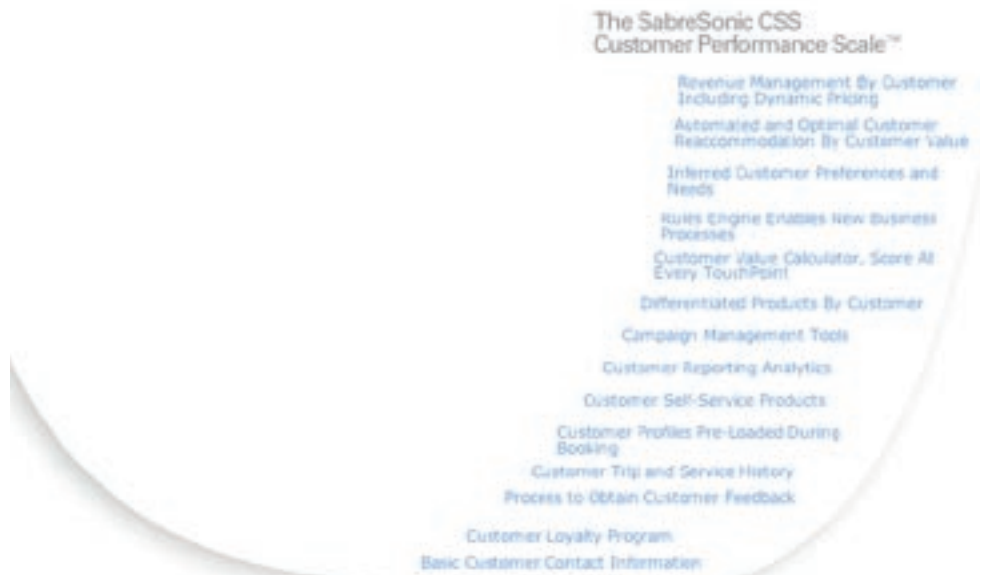 The SabreSonic CSS
Customer Performance Scale™
Revenue Management By Customer
Including Dynamic Pricing
Automated and Optimal Customer
Reaccommodation By Customer Value
Inferred Customer Preferences and
Needs
Rules Engine Enables New Business
Processes
Customer Value Calculator, Score At
Every TouchPoint
Differentiated Products By Customer
Campaign Management Tools
Customer Reporting Analytics
Customer Self-Service Products
Customer Profiles Pre-Loaded During
Booking
Customer Trip and Service History
Process to Obtain Customer Feedback
Customer Loyalty Program
Basic Customer Contact Information